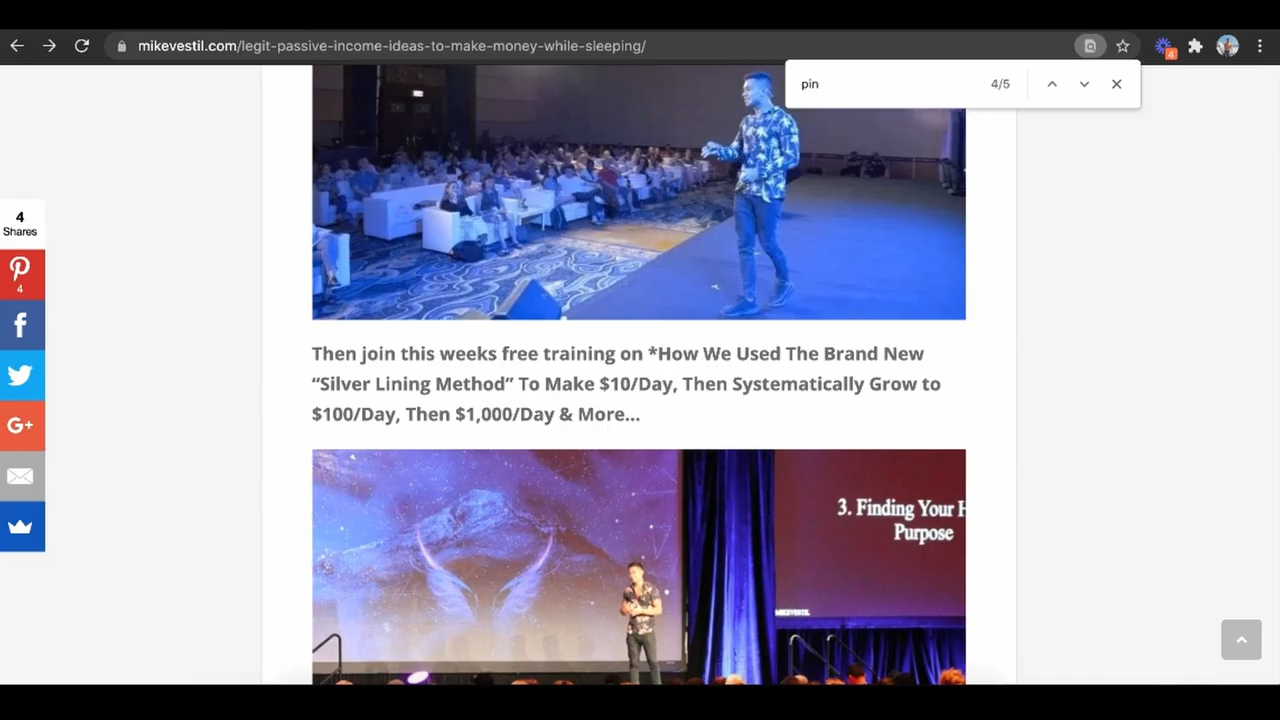 mikevestil.com/legit-passive-income-ideas-to-make-money-while-sleeping/
4
pin
4/5
4
Shares
4
G+
Then join this weeks free training on *How We Used The Brand New
“Silver Lining Method” To Make $10/Day, Then Systematically Grow to
$100/Day, Then $1,000/Day & More...
3. Finding Your H
Purpose
MIKEVESTIL